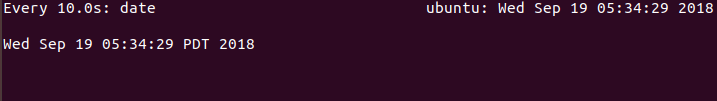 Every 10.0s: date ubuntu: Wed Sep 19 05:34:29 2018
Wed Sep 19 05:34:29 PDT 2018